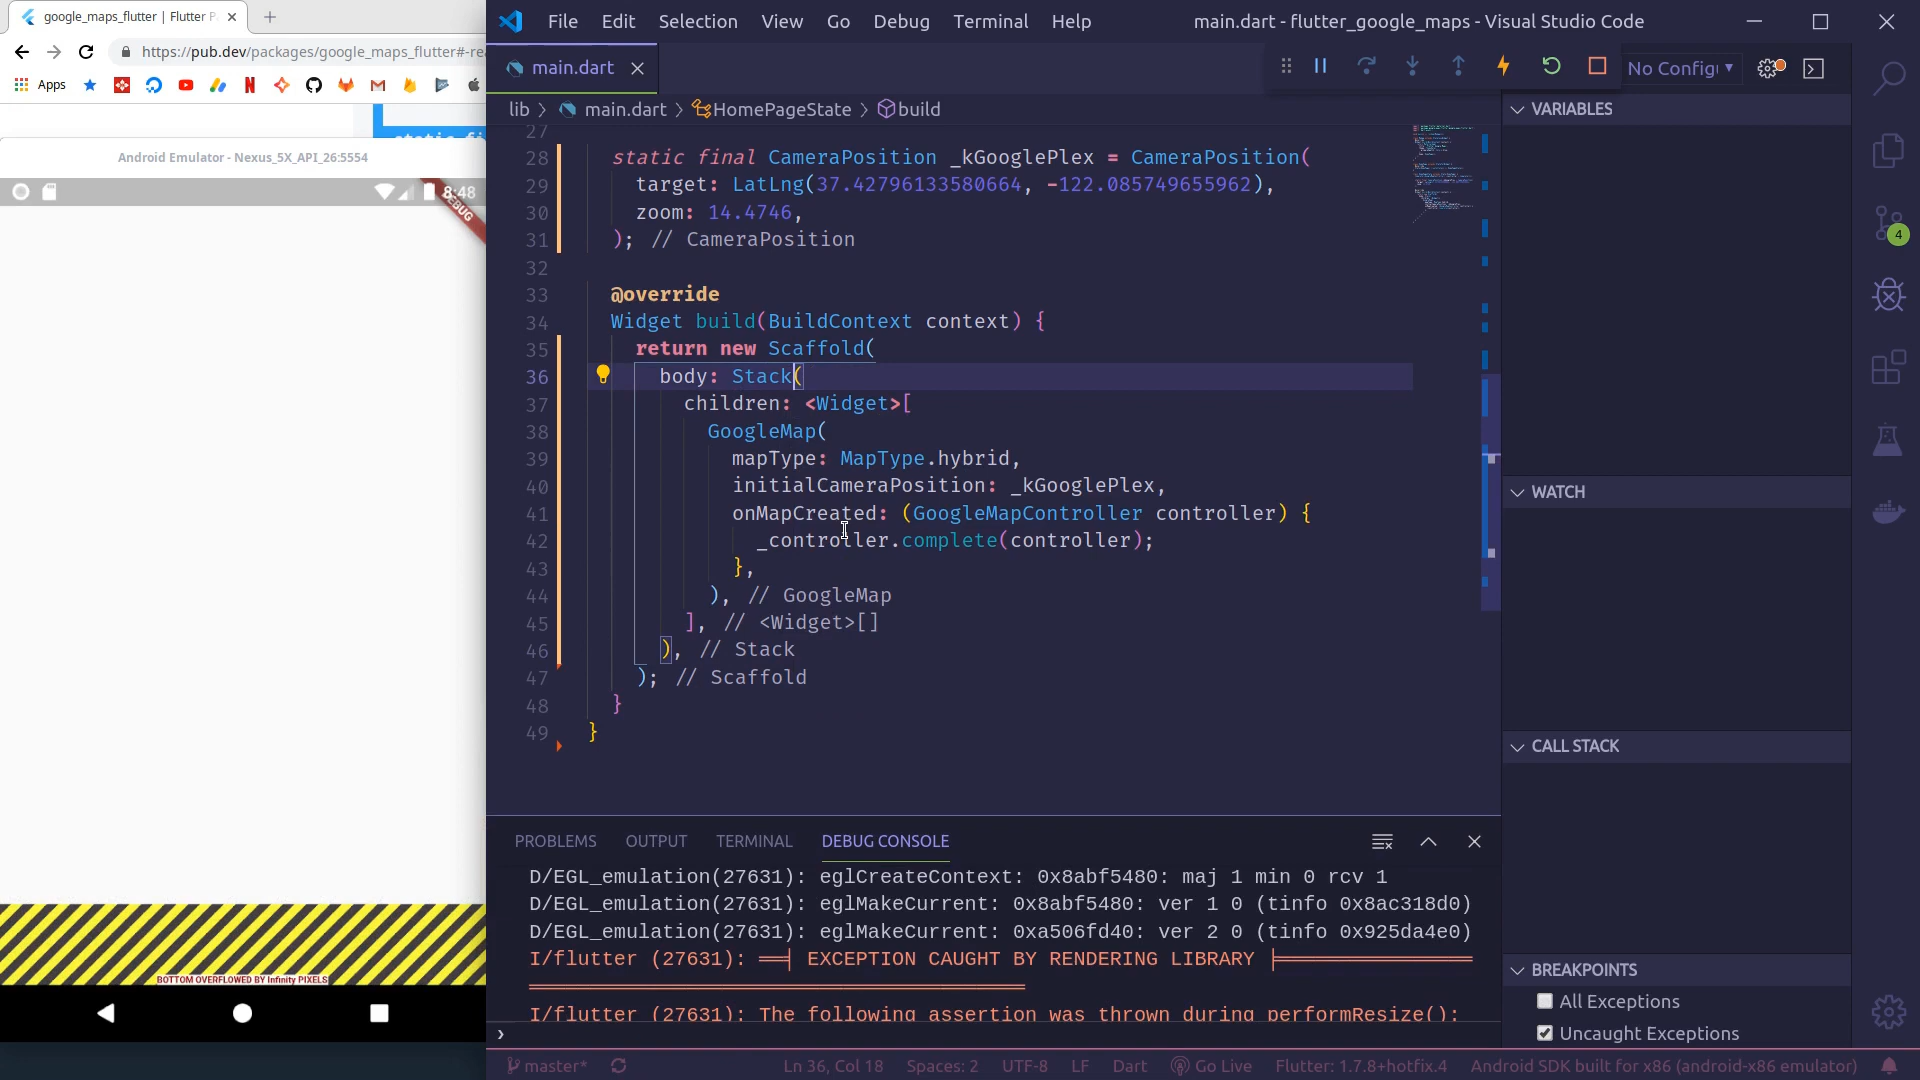 google_maps_flutter | Flutter P
https://pub.dev/packages/google_maps_flutter#-rea
Apps
Android Emulator - Nexus_5X_API_26:5554
8:48
DEBUG
BOTTOM OVERFLOWED BY Infinity PIXELS
File Edit Selection View Go Debug Terminal Help
main.dart - flutter_google_maps - Visual Studio Code
main.dart
No Config
lib > main.dart > HomePageState > build
27
28 static final CameraPosition _kGooglePlex = CameraPosition(
29 target: LatLng(37.42796133580664, -122.085749655962),
30 zoom: 14.4746,
31 ); // CameraPosition
32
33 @override
34 Widget build(BuildContext context) {
35 return new Scaffold(
36 body: Stack(
37 children: <Widget>[
38 GoogleMap(
39 mapType: MapType.hybrid,
40 initialCameraPosition: _kGooglePlex,
41 onMapCreated: (GoogleMapController controller) {
42 _controller.complete(controller);
43 },
44 ), // GoogleMap
45 ], // <Widget>[]
46 ), // Stack
47 ); // Scaffold
48 }
49 }
PROBLEMS OUTPUT TERMINAL DEBUG CONSOLE
D/EGL_emulation(27631): eglCreateContext: 0x8abf5480: maj 1 min 0 rcv 1
D/EGL_emulation(27631): eglMakeCurrent: 0x8abf5480: ver 1 0 (tinfo 0x8ac318d0)
D/EGL_emulation(27631): eglMakeCurrent: 0xa506fd40: ver 2 0 (tinfo 0x925da4e0)
I/flutter (27631): ══╡ EXCEPTION CAUGHT BY RENDERING LIBRARY ╞═════════════════
I/flutter (27631): The following assertion was thrown during performResize():
VARIABLES
WATCH
CALL STACK
BREAKPOINTS
All Exceptions
Uncaught Exceptions
4
master* Ln 36, Col 18 Spaces: 2 UTF-8 LF Dart Go Live Flutter: 1.7.8+hotfix.4 Android SDK built for x86 (android-x86 emulator)